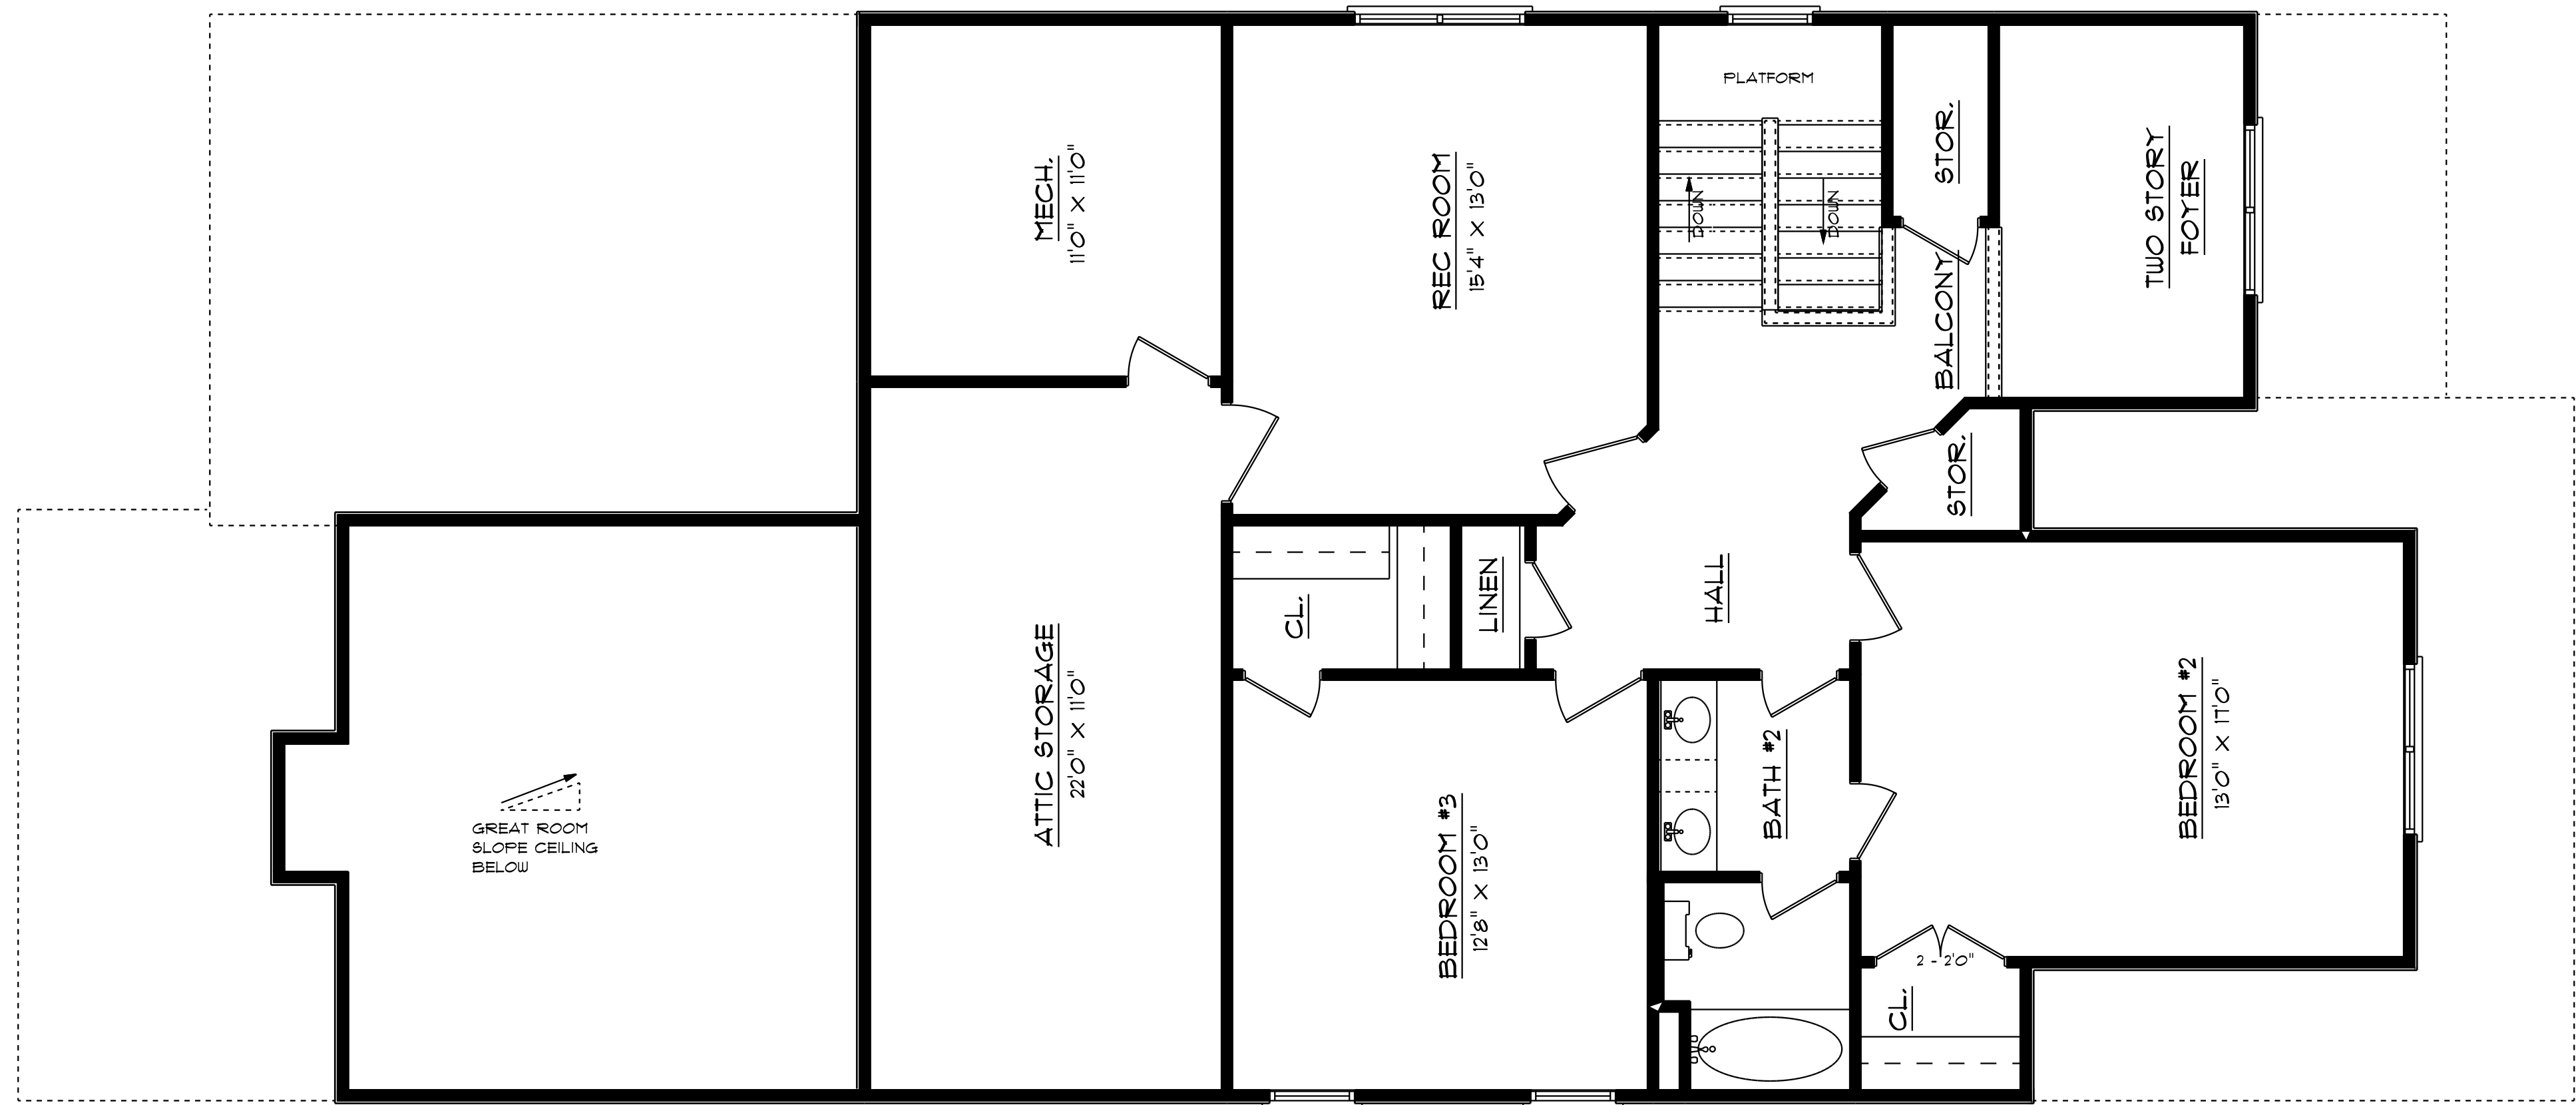 PLATFORM
MECH.
11'0" X 11'0"
REC ROOM
15'4" X 13'0"
DOWN
DOWN
STOR.
TWO STORY
FOYER
BALCONY
STOR.
CL.
LINEN
HALL
ATTIC STORAGE
22'0" X 11'0"
BEDROOM #2
13'0" X 17'0"
BATH #2
BEDROOM #3
12'8" X 13'0"
GREAT ROOM
SLOPE CEILING
BELOW
2 - 2'0"
CL.